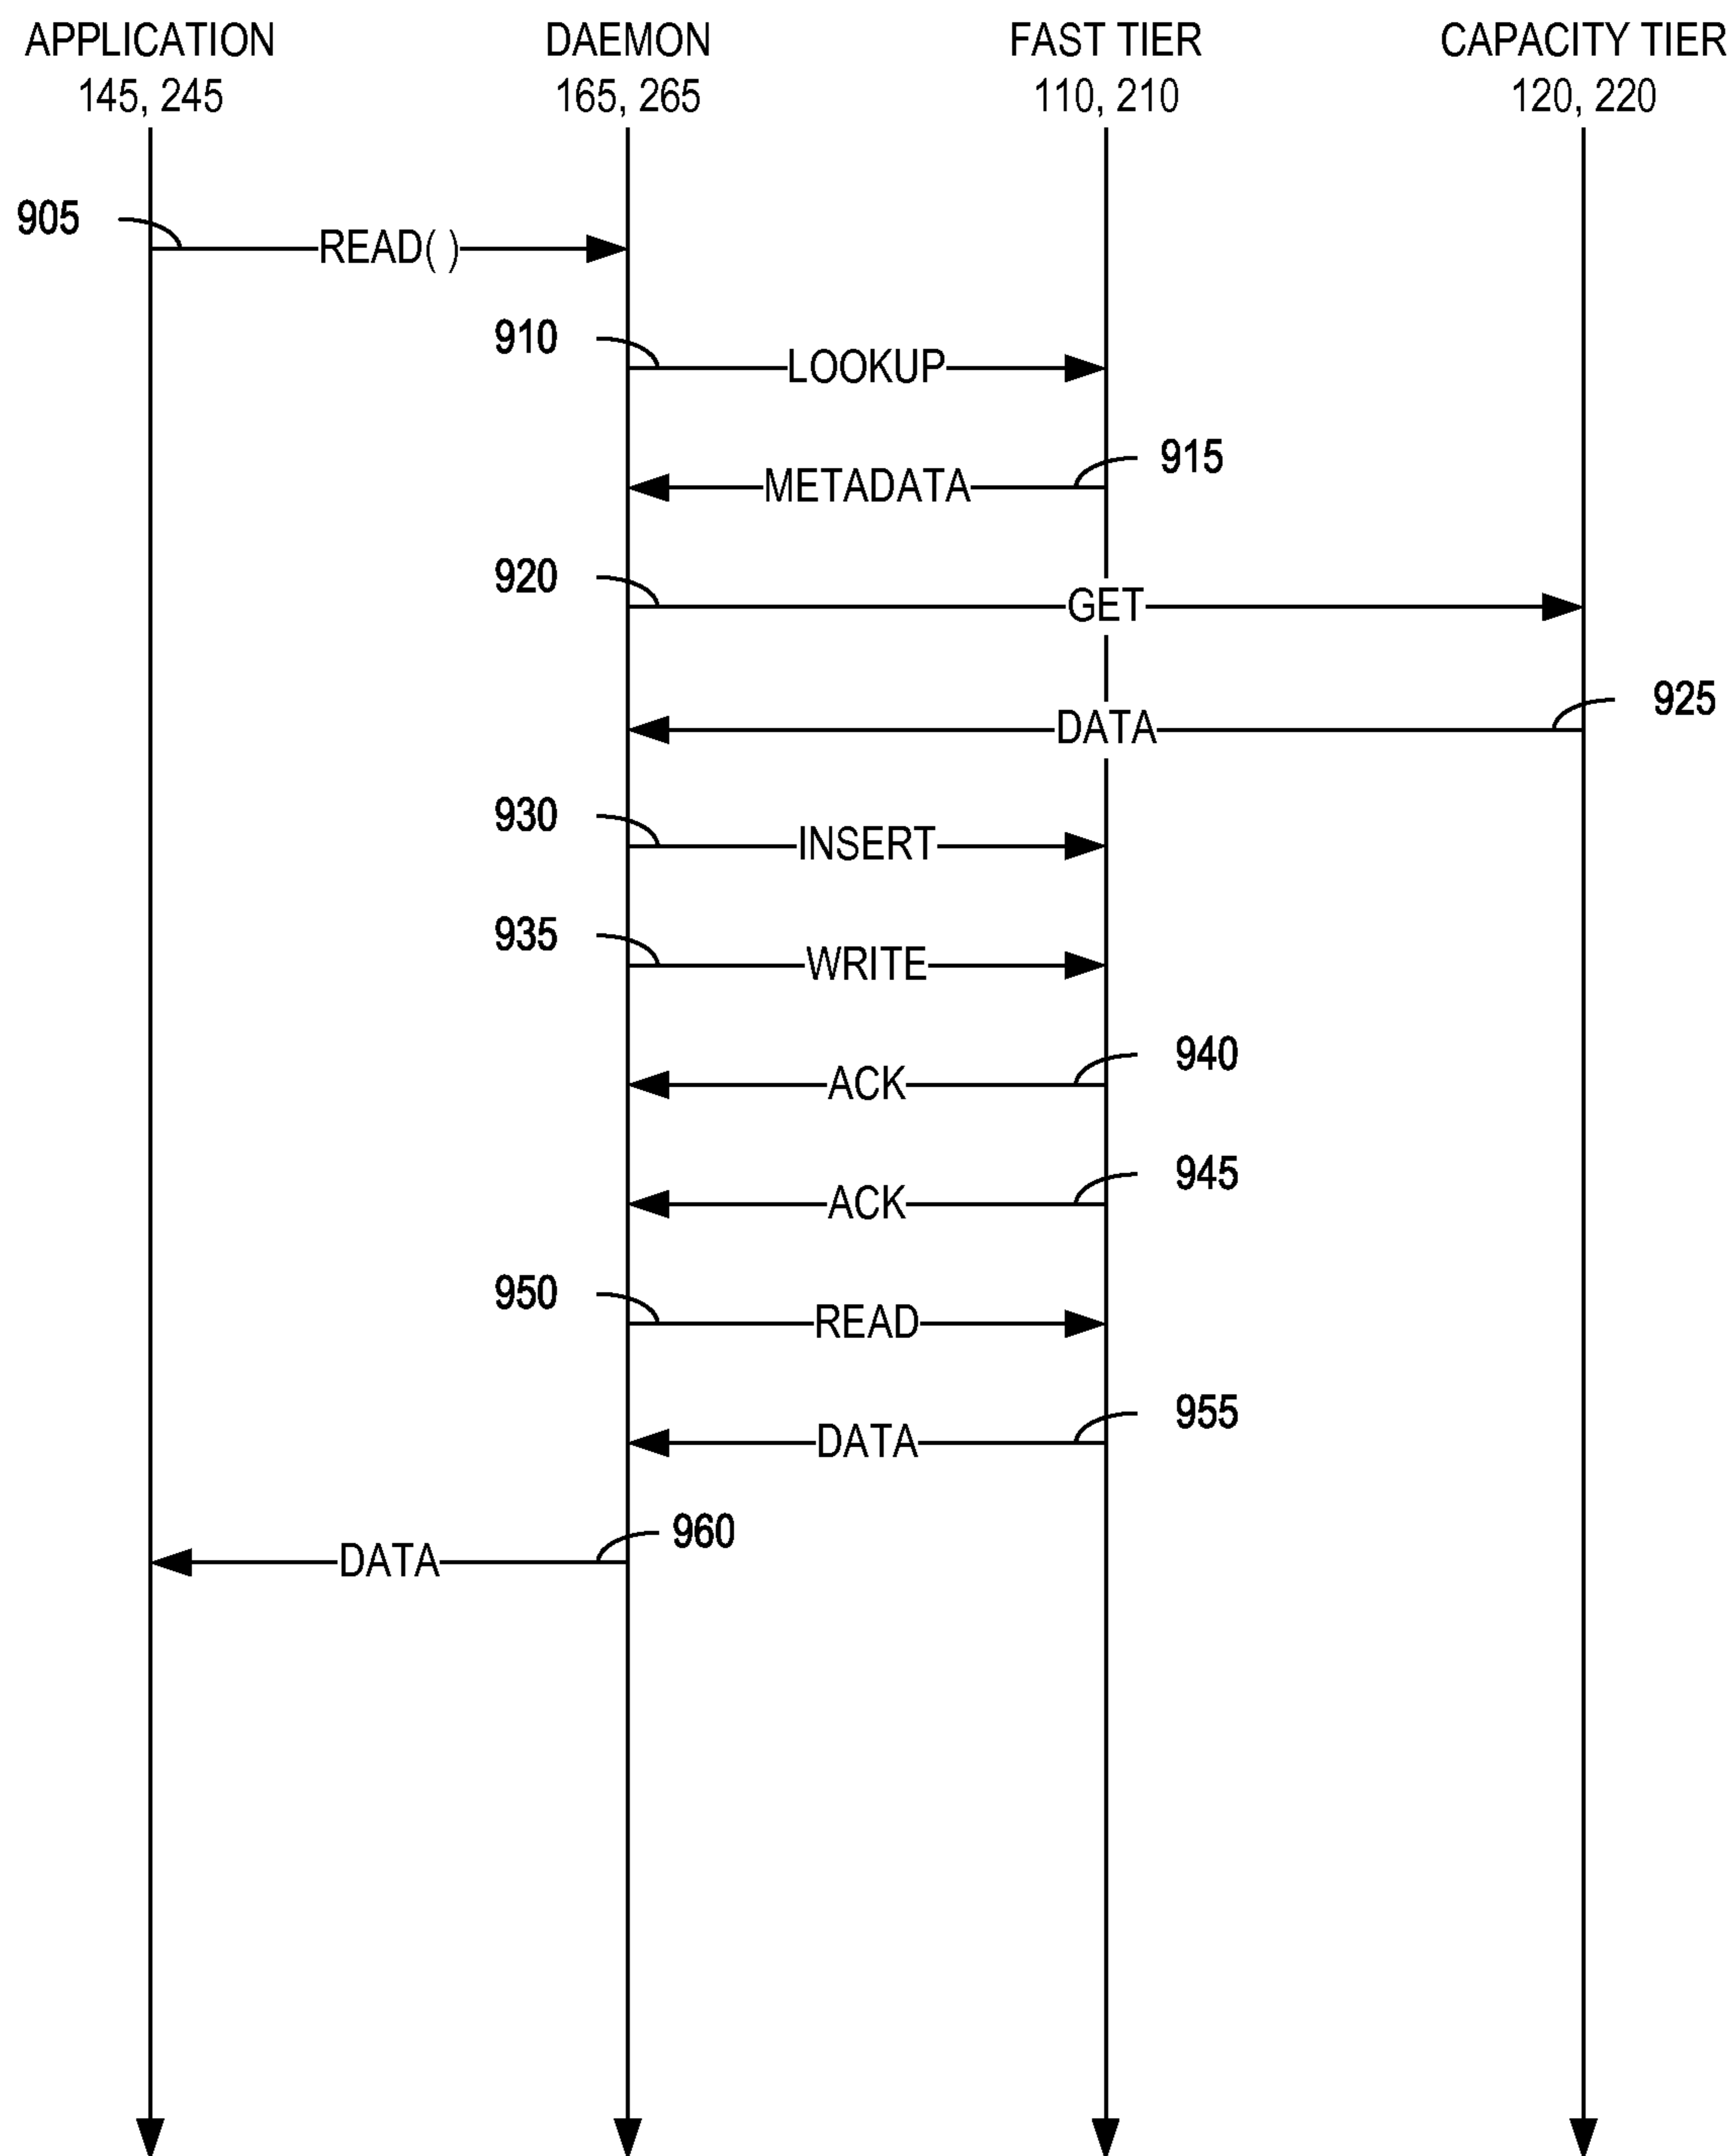 APPLICATION
145, 245
DAEMON
165, 265
FAST TIER
110, 210
CAPACITY TIER
120, 220
905
READ( )
910
LOOKUP
915
METADATA
920
GET
925
DATA
930
INSERT
935
WRITE
940
ACK
945
ACK
950
READ
955
DATA
960
DATA